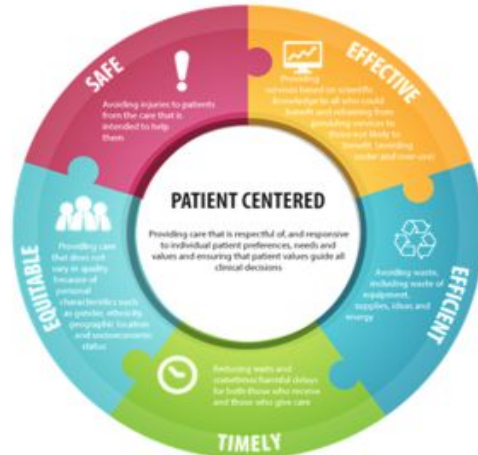 SAFE
Avoiding injuries to patients
from the care that is
intended to help
them
EFFECTIVE
Providing
services based on scientific
knowledge to all who could
benefit and refraining from
providing services to
those not likely to
benefit (avoiding
under and over-use)
EFFICIENT
Avoiding waste,
including waste of
equipment,
supplies, ideas and
energy
TIMELY
Reducing waits and
sometimes harmful delays
for both those who receive
and those who give care
EQUITABLE
Providing care
that does not
vary in quality
because of
personal
characteristics such
as gender, ethnicity,
geographic location
and socioeconomic
status
PATIENT CENTERED
Providing care that is respectful of, and responsive
to individual patient preferences, needs and
values and ensuring that patient values guide all
clinical decisions